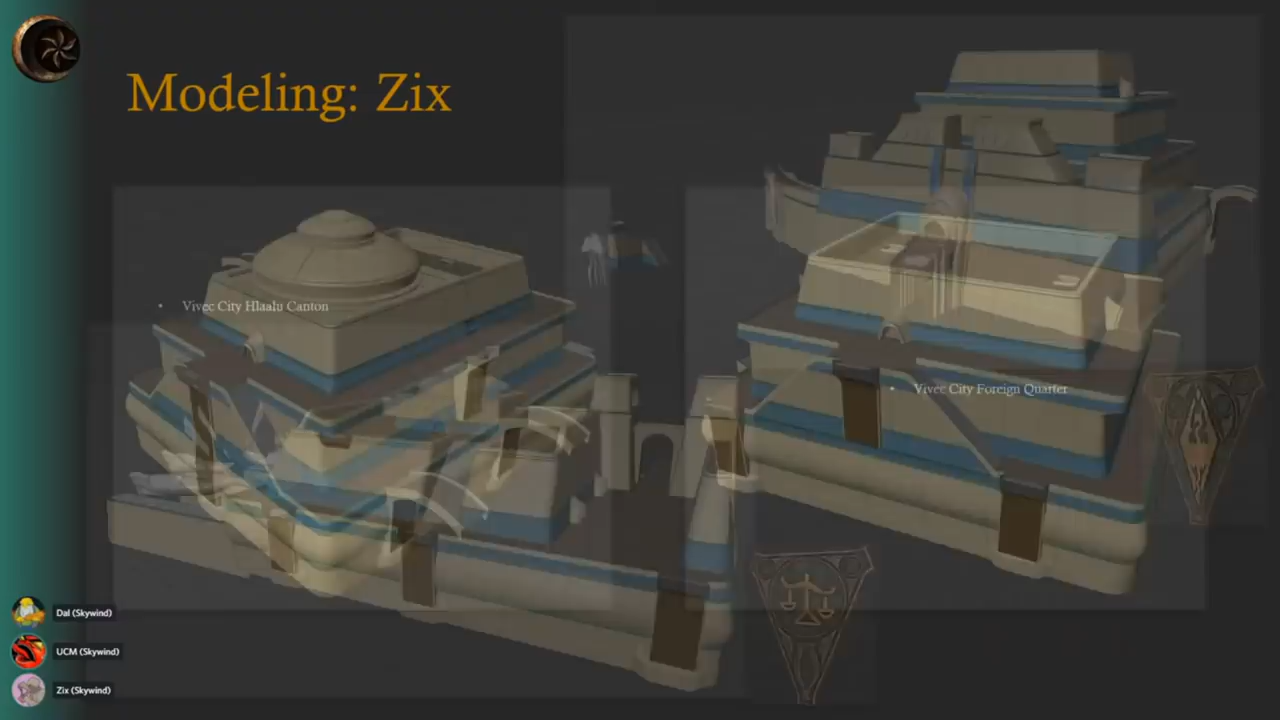 Modeling: Zix
• Vivec City Hlaalu Canton
• Vivec City Foreign Quarter
Dal (Skywind)
UCM (Skywind)
Zix (Skywind)